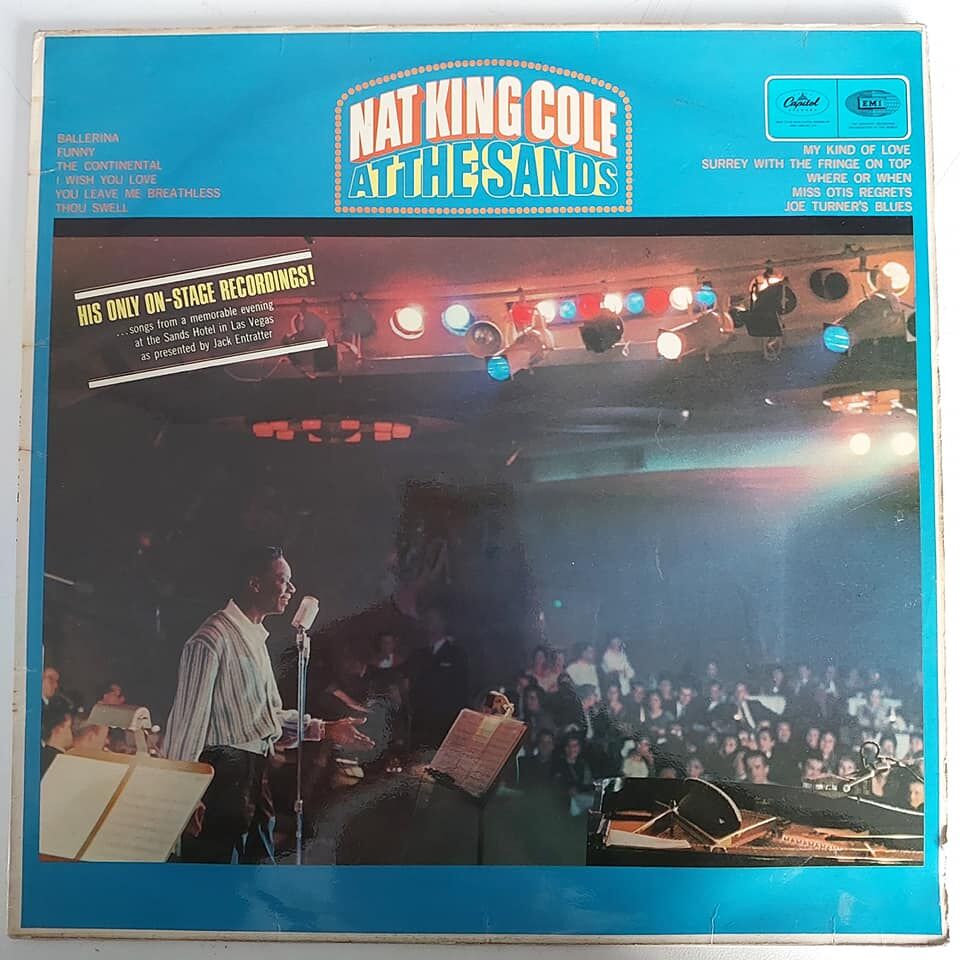 NAT KING COLE
AT THE SANDS
BALLERINA
FUNNY
THE CONTINENTAL
I WISH YOU LOVE
YOU LEAVE ME BREATHLESS
THOU SWELL
Capitol
RECORDS
EMI
MY KIND OF LOVE
SURREY WITH THE FRINGE ON TOP
WHERE OR WHEN
MISS OTIS REGRETS
JOE TURNER'S BLUES
HIS ONLY ON-STAGE RECORDINGS!
...songs from a memorable evening
at the Sands Hotel in Las Vegas
as presented by Jack Entratter